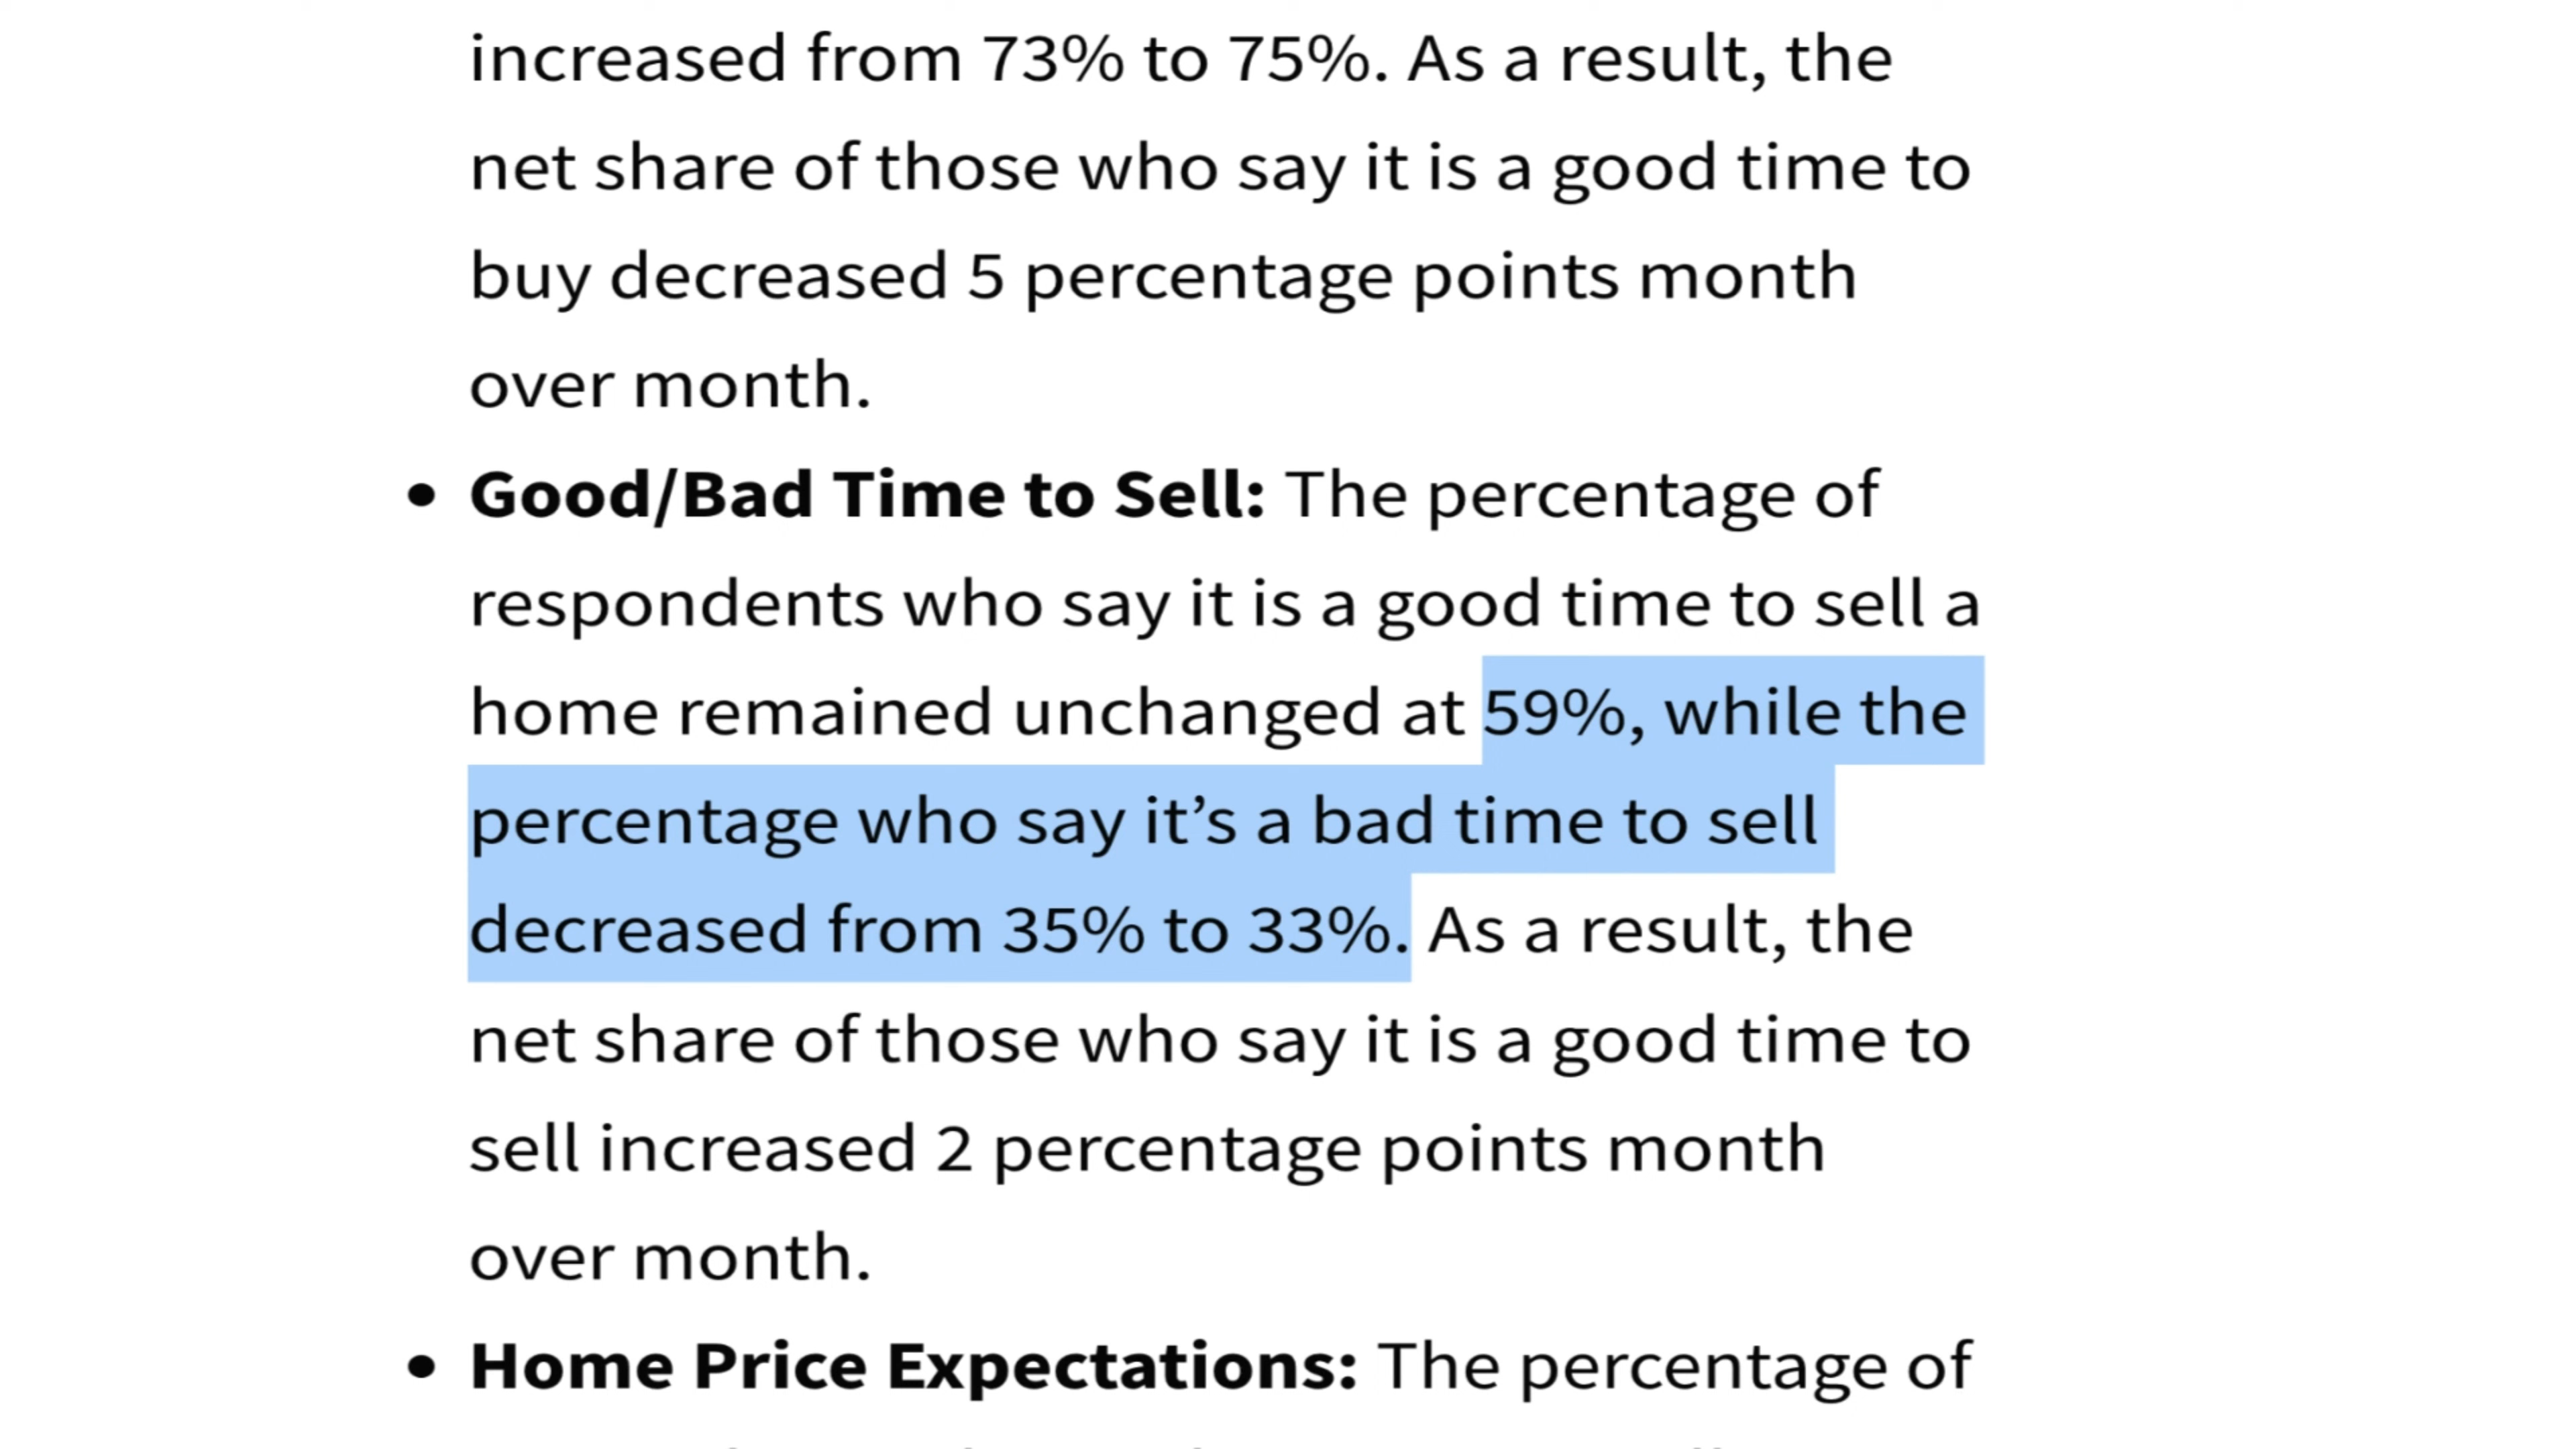 increased from 73% to 75%. As a result, the
net share of those who say it is a good time to
buy decreased 5 percentage points month
over month.
• Good/Bad Time to Sell: The percentage of
respondents who say it is a good time to sell a
home remained unchanged at 59%, while the
percentage who say it’s a bad time to sell
decreased from 35% to 33%. As a result, the
net share of those who say it is a good time to
sell increased 2 percentage points month
over month.
• Home Price Expectations: The percentage of